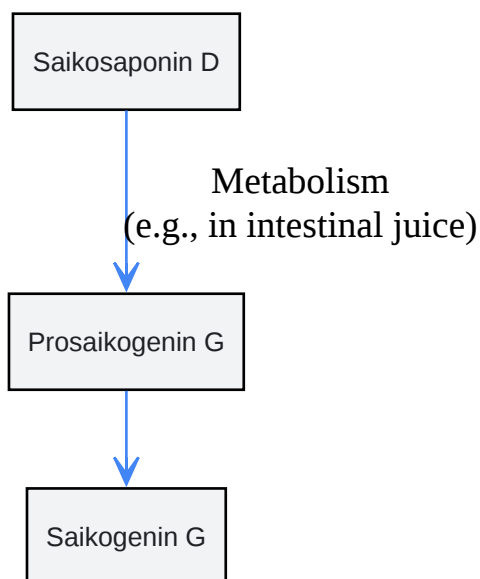 Saikosaponin D
Metabolism
(e.g., in intestinal juice)
Prosaikogenin G
Saikogenin G